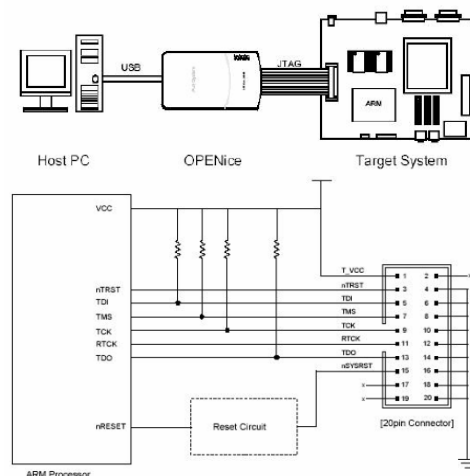 USB
JTAG
ARM
Host PC
OPENice
Target System
VCC
T_VCC
1 2
nTRST nTRST 3 4
TDI TDI 5 6
TMS TMS 7 8
TCK TCK 9 10
RTCK RTCK 11 12
TDO TDO 13 14
nSYSRST 15 16
x 17 18
x 19 20
[20pin Connector]
nRESET
Reset Circuit
ARM Processor